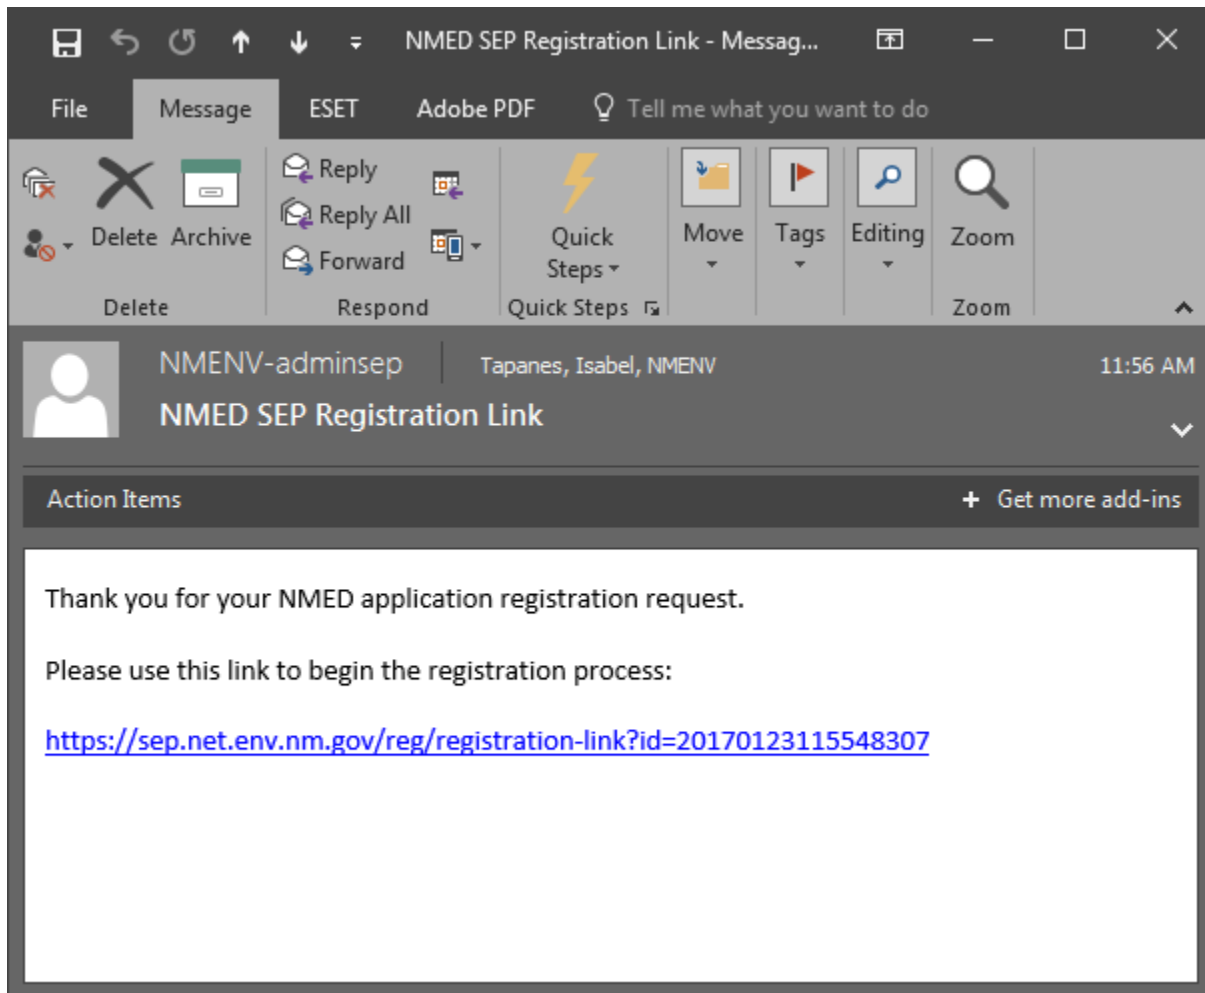 NMED SEP Registration Link - Messag...
File Message ESET Adobe PDF Tell me what you want to do
Delete Archive
Reply
Reply All
Forward
Quick Steps
Move Tags Editing Zoom
Delete Respond Quick Steps Zoom
NMENV-adminsep Tapanes, Isabel, NMENV 11:56 AM
NMED SEP Registration Link
Action Items + Get more add-ins
Thank you for your NMED application registration request.
Please use this link to begin the registration process:
https://sep.net.env.nm.gov/reg/registration-link?id=20170123115548307